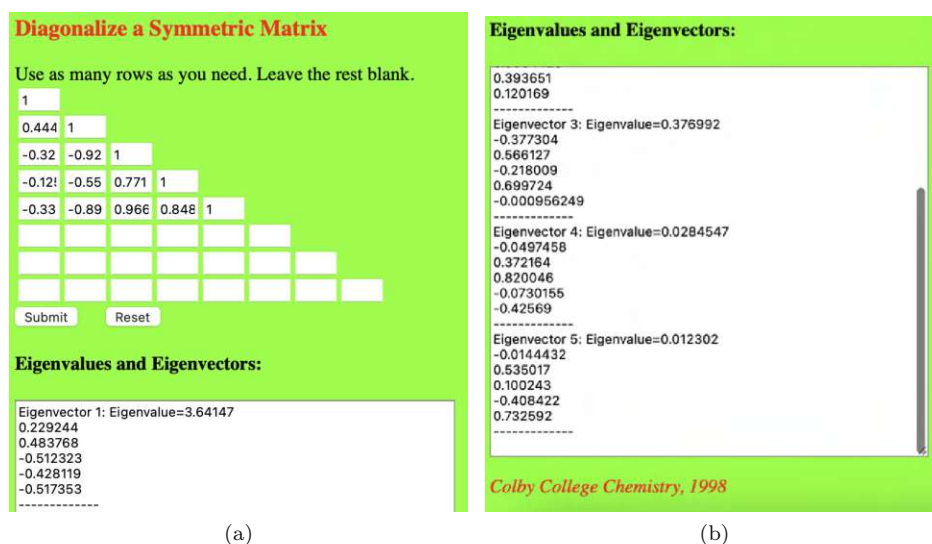 Diagonalize a Symmetric Matrix
Use as many rows as you need. Leave the rest blank.
1
0.444 1
-0.32 -0.92 1
-0.12 -0.55 0.771 1
-0.33 -0.89 0.966 0.848 1
Submit Reset
Eigenvalues and Eigenvectors:
Eigenvector 1: Eigenvalue=3.64147
0.229244
0.483768
-0.512323
-0.428119
-0.517353
-------------
(a)
Eigenvalues and Eigenvectors:
0.393651
0.120169
-------------
Eigenvector 3: Eigenvalue=0.376992
-0.377304
0.566127
-0.218009
0.699724
-0.000956249
-------------
Eigenvector 4: Eigenvalue=0.0284547
-0.0497458
0.372164
0.820046
-0.0730155
-0.42569
-------------
Eigenvector 5: Eigenvalue=0.012302
-0.0144432
0.535017
0.100243
-0.408422
0.732592
-------------
Colby College Chemistry, 1998
(b)